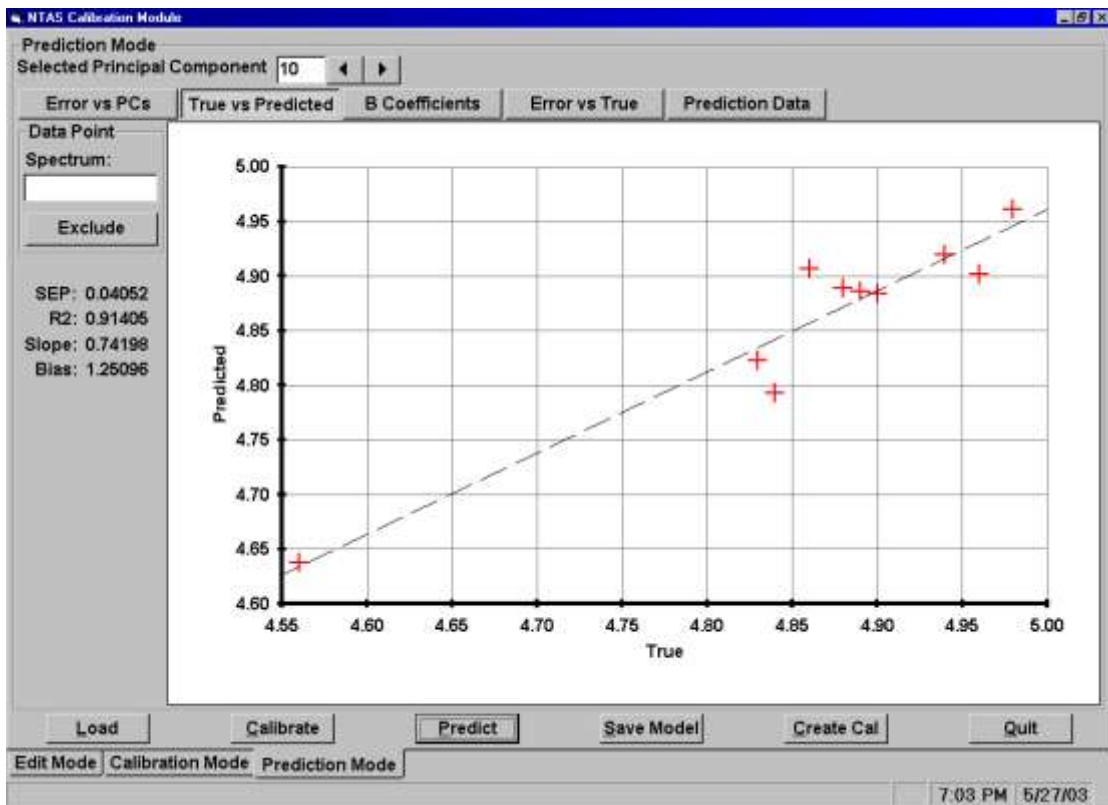 NTAS Calibration Module
Prediction Mode
Selected Principal Component 10
Error vs PCs True vs Predicted B Coefficients Error vs True Prediction Data
Data Point
Spectrum:
Exclude
SEP: 0.04052
R2: 0.91405
Slope: 0.74198
Bias: 1.25096
5.00
4.95
4.90
4.85
4.80
4.75
4.70
4.65
4.60
Predicted
4.55 4.60 4.65 4.70 4.75 4.80 4.85 4.90 4.95 5.00
True
Load Calibrate Predict Save Model Create Cal Quit
Edit Mode Calibration Mode Prediction Mode
7:03 PM 5/27/03